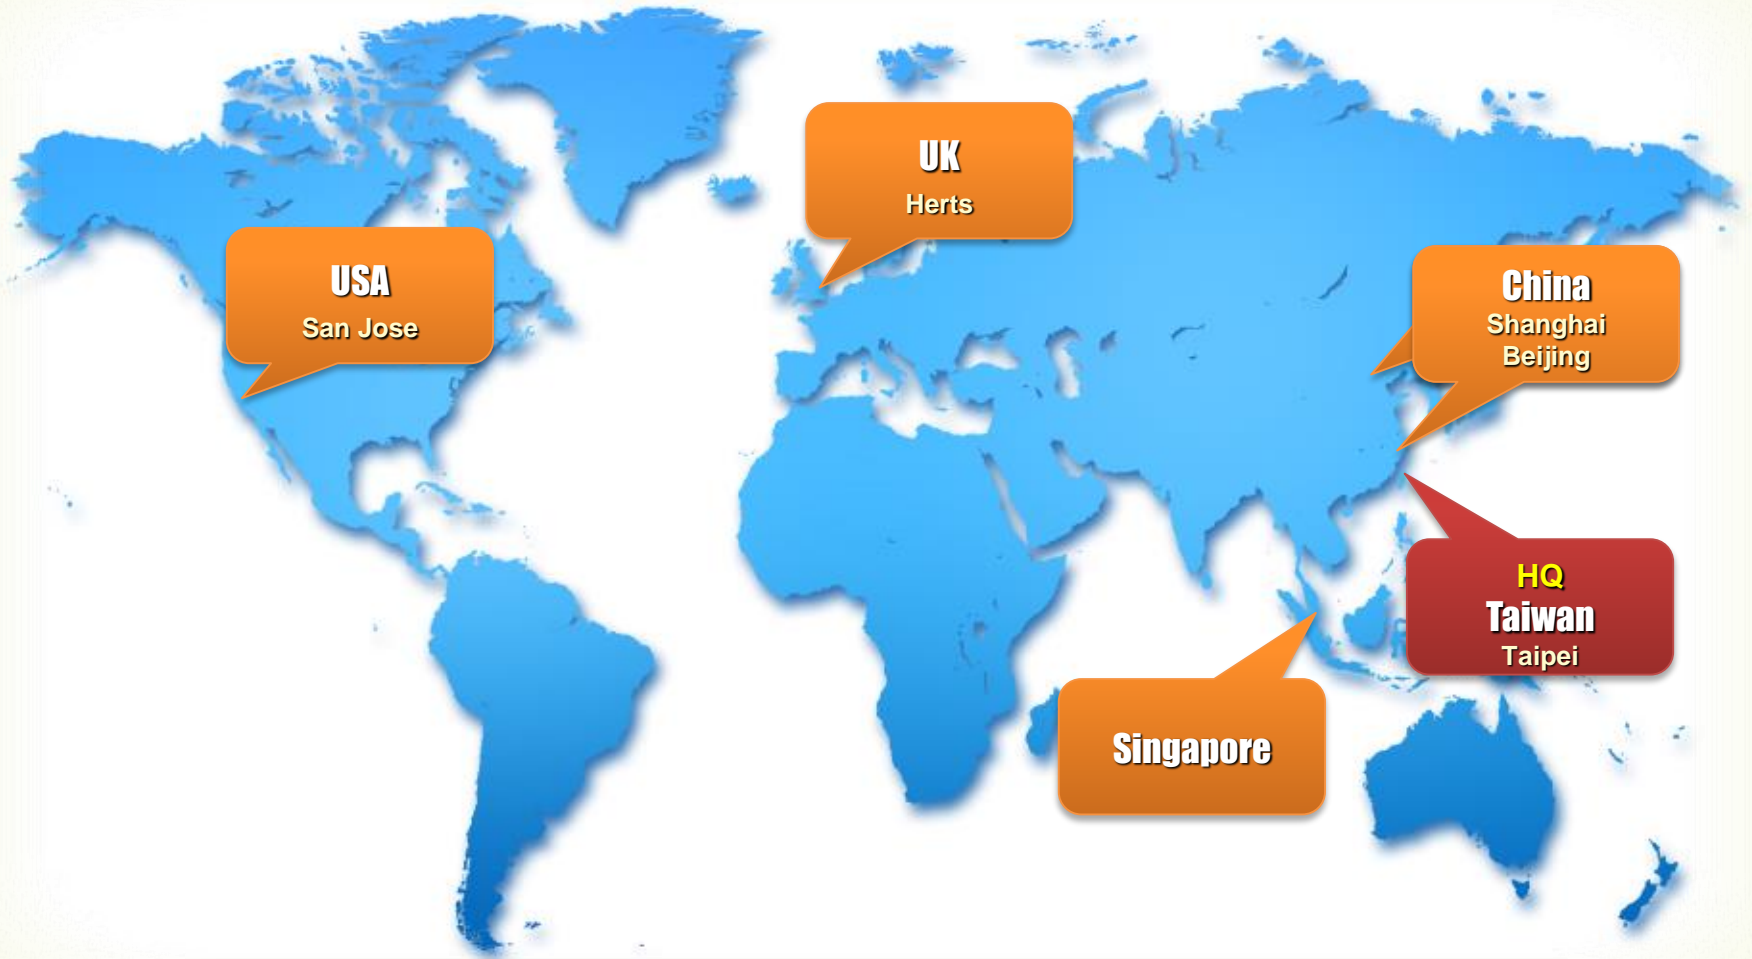 UK
Herts
USA
San Jose
China
Shanghai
Beijing
HQ
Taiwan
Taipei
Singapore